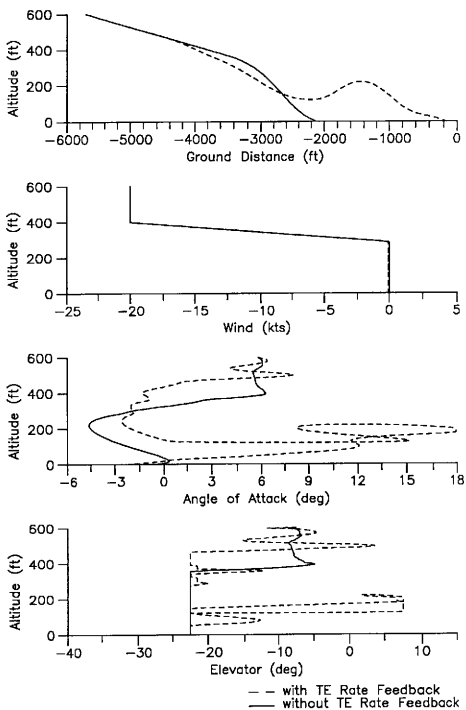 600
400
200
0
Altitude (ft)
-6000 -5000 -4000 -3000 -2000 -1000 0
Ground Distance (ft)
600
400
200
0
Altitude (ft)
-25 -20 -15 -10 -5 0 5
Wind (kts)
600
400
200
0
Altitude (ft)
-6 -3 0 3 6 9 12 15 18
Angle of Attack (deg)
600
400
200
0
Altitude (ft)
-40 -30 -20 -10 0 10
Elevator (deg)
with TE Rate Feedback
without TE Rate Feedback